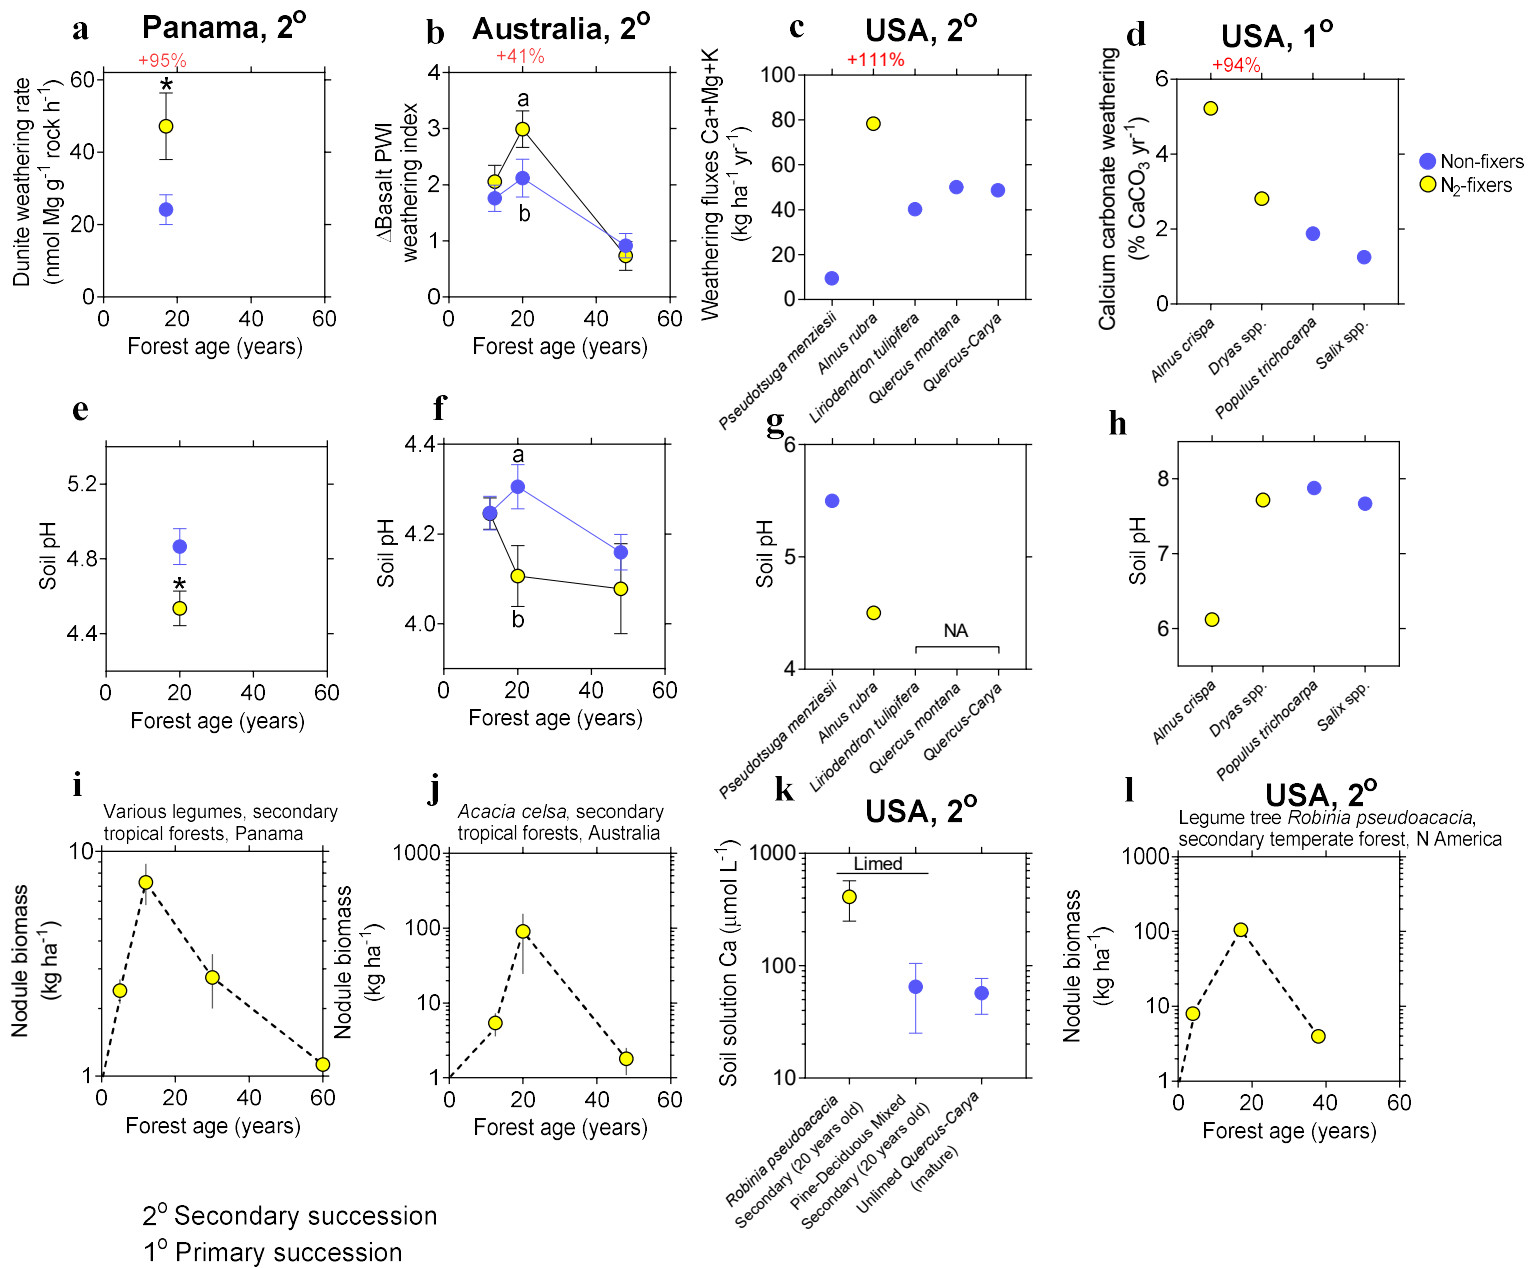 a
Panama, 2º
+95%
*
Dunite weathering rate
(nmol Mg g⁻¹ rock h⁻¹)
60
40
20
0
0 20 40 60
Forest age (years)
b
Australia, 2º
+41%
a
b
ΔBasalt PWI
weathering index
4
3
2
1
0
0 20 40 60
Forest age (years)
c
USA, 2º
+111%
Weathering fluxes Ca+Mg+K
(kg ha⁻¹ yr⁻¹)
100
80
60
40
20
0
Pseudotsuga menziesii
Alnus rubra
Liriodendron tulipifera
Quercus montana
Quercus-Carya
d
USA, 1º
+94%
Calcium carbonate weathering
(% CaCO₃ yr⁻¹)
6
4
2
0
Alnus crispa
Dryas spp.
Populus trichocarpa
Salix spp.
Non-fixers
N₂-fixers
e
*
Soil pH
5.2
4.8
4.4
0 20 40 60
Forest age (years)
f
a
b
Soil pH
4.4
4.2
4.0
0 20 40 60
Forest age (years)
g
Soil pH
6
5
4
NA
Pseudotsuga menziesii
Alnus rubra
Liriodendron tulipifera
Quercus montana
Quercus-Carya
h
Soil pH
8
7
6
Alnus crispa
Dryas spp.
Populus trichocarpa
Salix spp.
i
Various legumes, secondary
tropical forests, Panama
Nodule biomass
(kg ha⁻¹)
10
1
0 20 40 60
Forest age (years)
j
Acacia celsa, secondary
tropical forests, Australia
Nodule biomass
(kg ha⁻¹)
1000
100
10
1
0 20 40 60
Forest age (years)
k
USA, 2º
Limed
Soil solution Ca (μmol L⁻¹)
1000
100
10
Robinia pseudoacacia
Secondary (20 years old)
Pine-Deciduous Mixed
Secondary (20 years old)
Unlimed Quercus-Carya
(mature)
l
USA, 2º
Legume tree Robinia pseudoacacia,
secondary temperate forest, N America
Nodule biomass
(kg ha⁻¹)
1000
100
10
1
0 20 40 60
Forest age (years)
2º Secondary succession
1º Primary succession